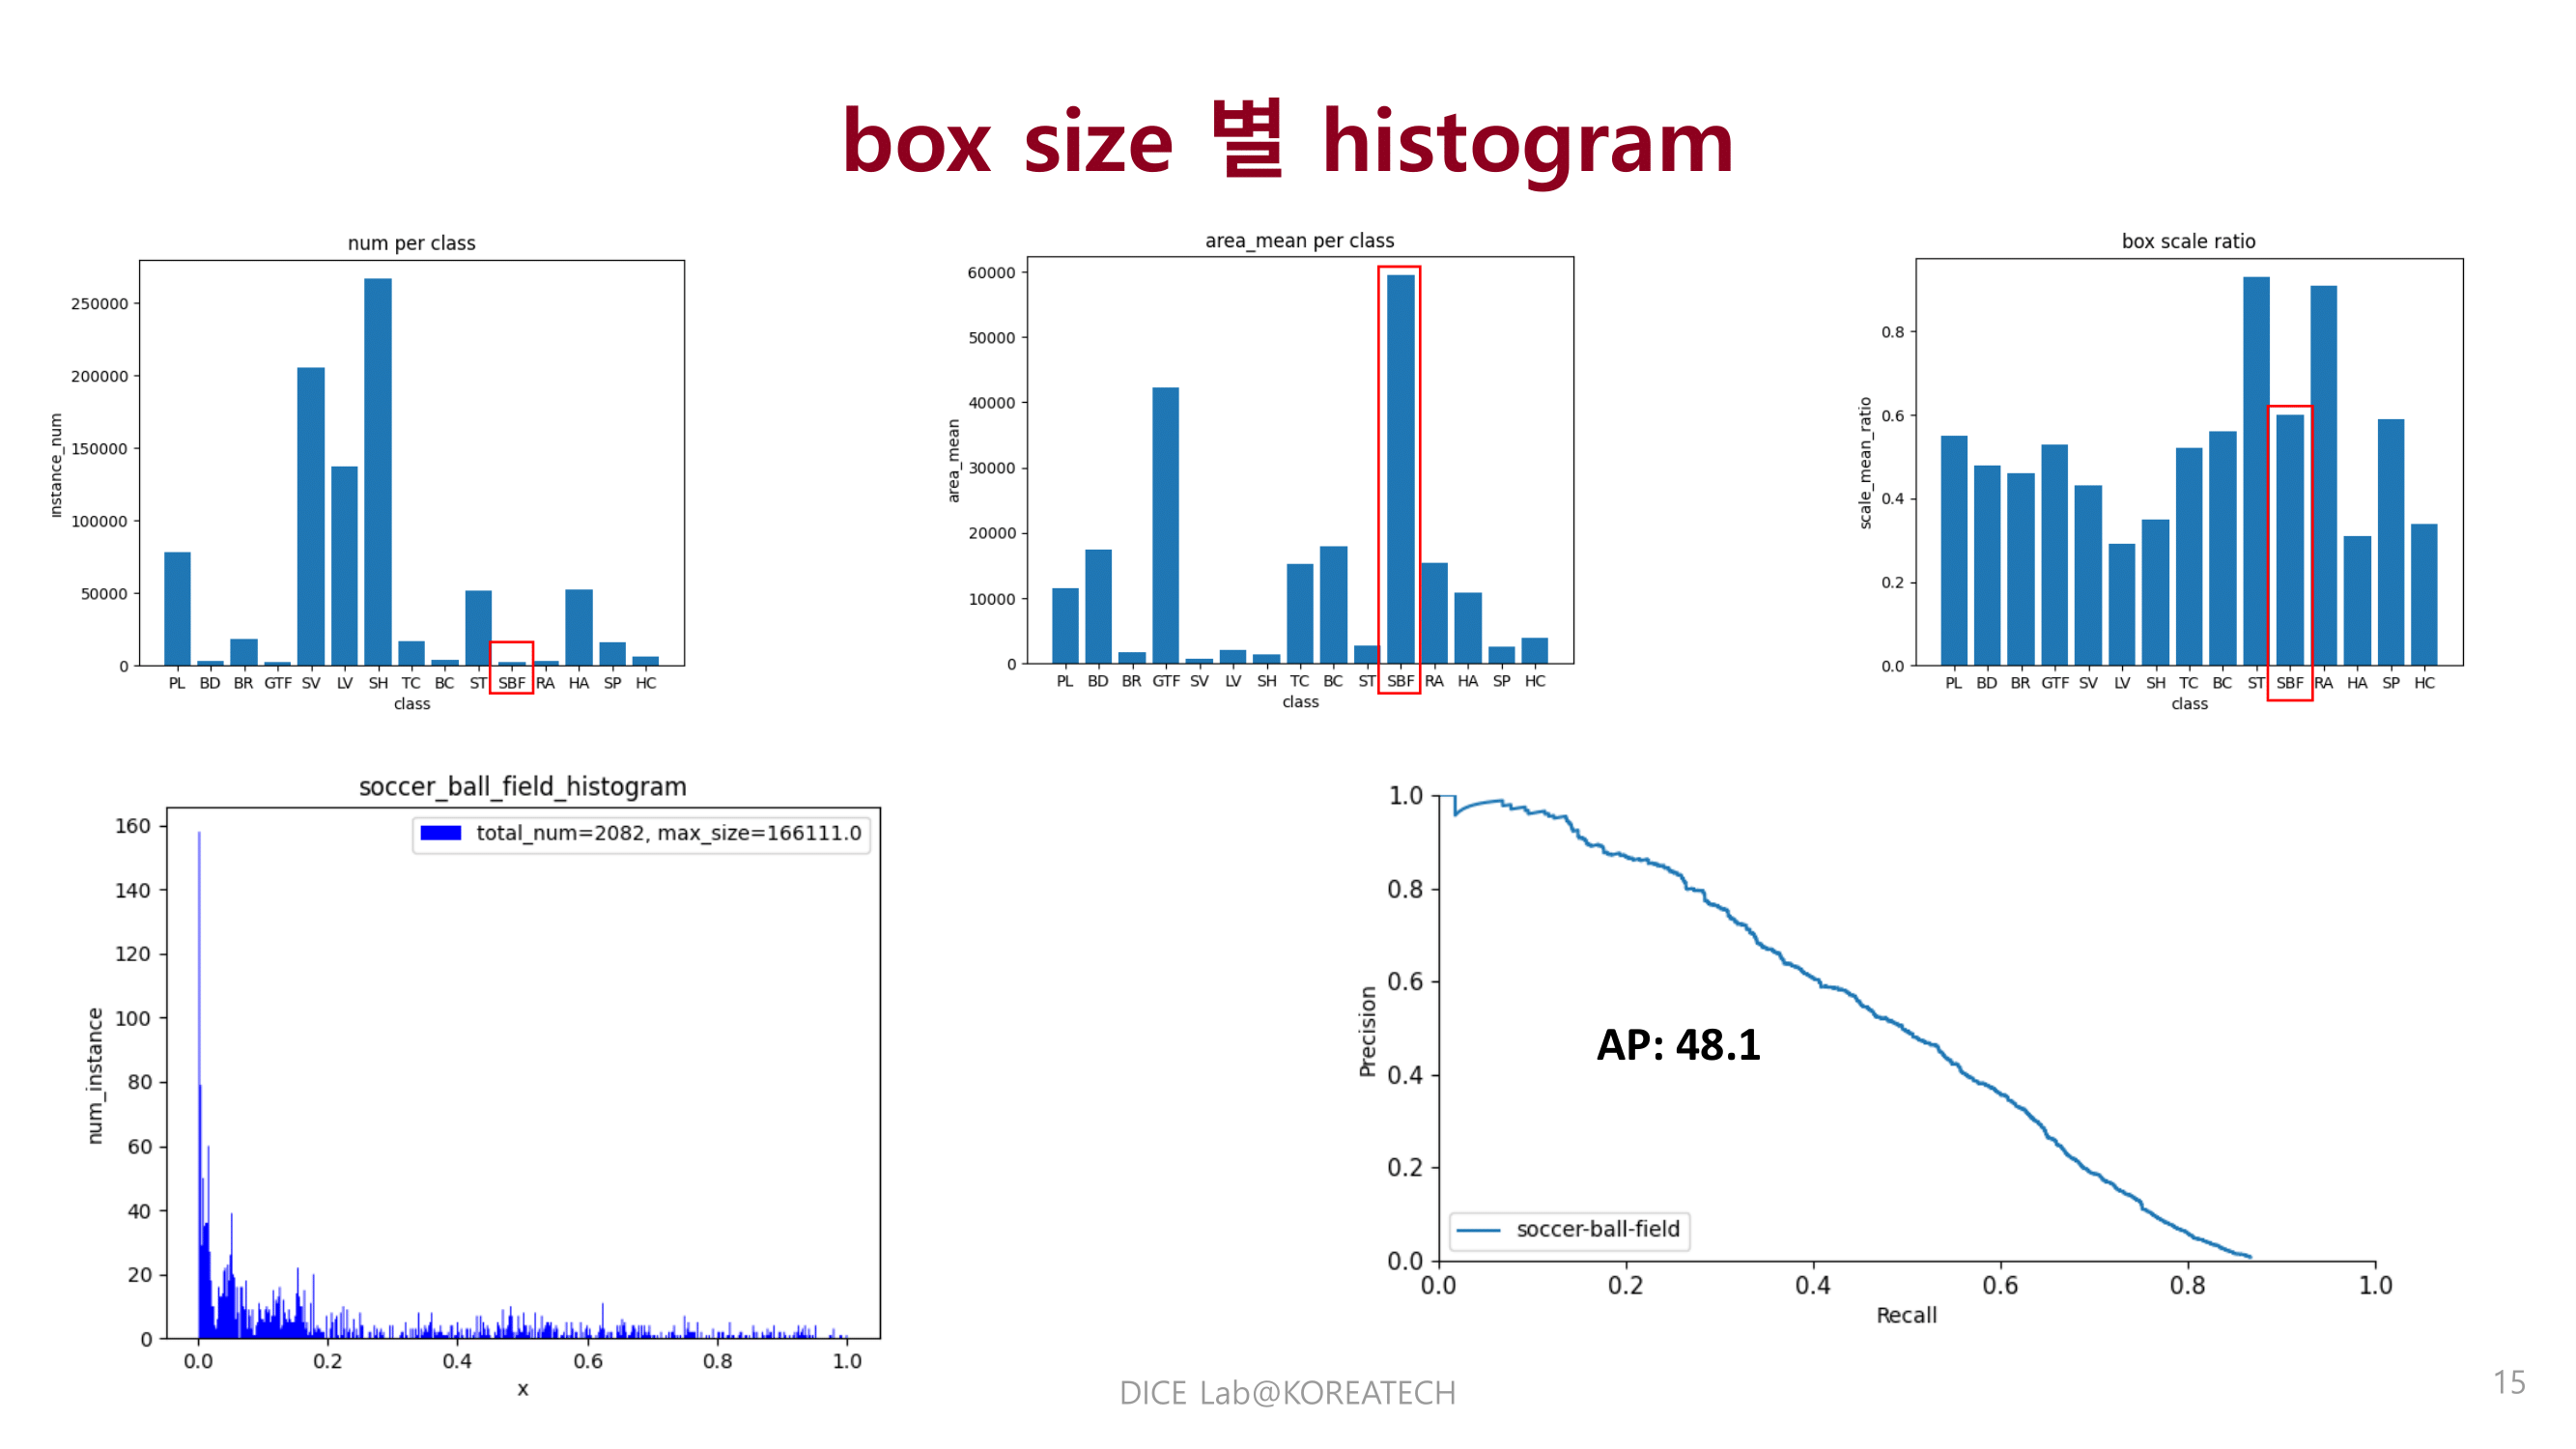 box size 별 histogram
num per class
250000
200000
150000
100000
50000
0
instance_num
PL BD BR GTF SV LV SH TC BC ST SBF RA HA SP HC
class
area_mean per class
60000
50000
40000
30000
20000
10000
0
area_mean
PL BD BR GTF SV LV SH TC BC ST SBF RA HA SP HC
class
box scale ratio
0.8
0.6
0.4
0.2
0.0
scale_mean_ratio
PL BD BR GTF SV LV SH TC BC ST SBF RA HA SP HC
class
soccer_ball_field_histogram
total_num=2082, max_size=166111.0
160
140
120
100
80
60
40
20
0
num_instance
0.0 0.2 0.4 0.6 0.8 1.0
x
1.0
0.8
0.6
0.4
0.2
0.0
Precision
AP: 48.1
soccer-ball-field
0.0 0.2 0.4 0.6 0.8 1.0
Recall
DICE Lab@KOREATECH
15